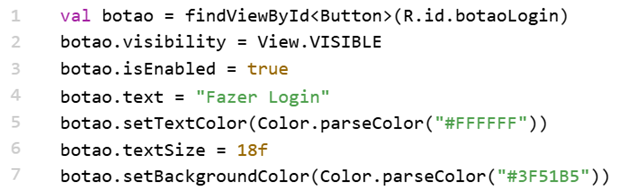 1 val botao = findViewById<Button>(R.id.botaoLogin)
2 botao.visibility = View.VISIBLE
3 botao.isEnabled = true
4 botao.text = "Fazer Login"
5 botao.setTextColor(Color.parseColor("#FFFFFF"))
6 botao.textSize = 18f
7 botao.setBackgroundColor(Color.parseColor("#3F51B5"))